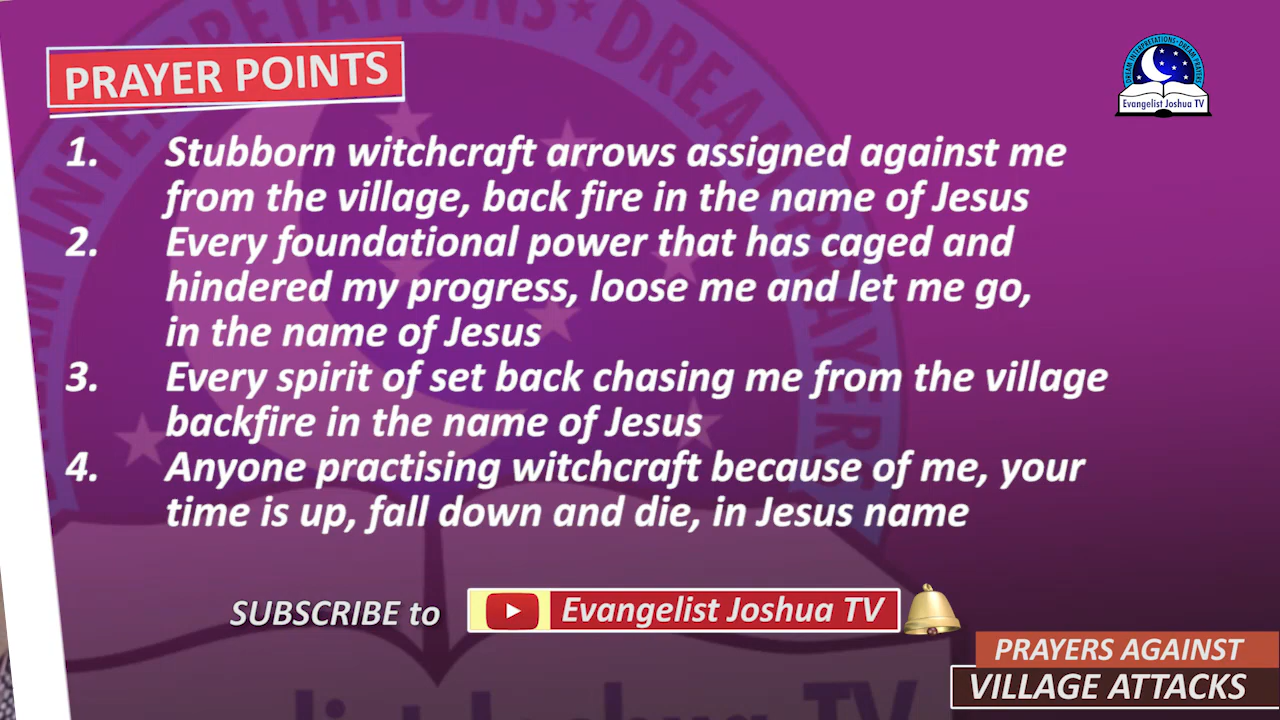 PRAYER POINTS
DREAM INTERPRETATIONS · DREAM PRAYERS
Evangelist Joshua TV
1. Stubborn witchcraft arrows assigned against me
from the village, back fire in the name of Jesus
2. Every foundational power that has caged and
hindered my progress, loose me and let me go,
in the name of Jesus
3. Every spirit of set back chasing me from the village
backfire in the name of Jesus
4. Anyone practising witchcraft because of me, your
time is up, fall down and die, in Jesus name
SUBSCRIBE to Evangelist Joshua TV
PRAYERS AGAINST
VILLAGE ATTACKS